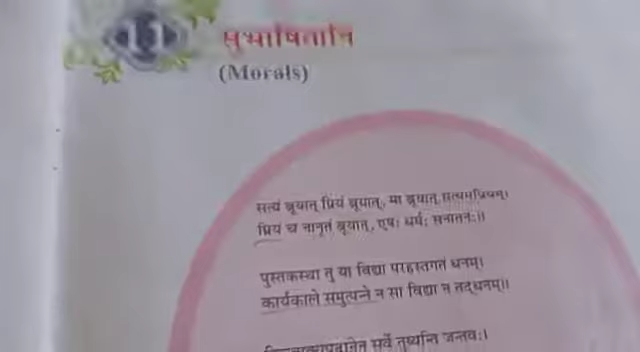 11
सुभाषितानि
(Morals)
सत्यं ब्रूयात् प्रियं ब्रूयात्, मा ब्रूयात् सत्यमप्रियम्।
प्रियं च नानृतं ब्रूयात्, एषः धर्मः सनातनः।।
पुस्तकस्था तु या विद्या परहस्तगतं धनम्।
कार्यकाले समुत्पन्ने न सा विद्या न तद्धनम्।।
सर्वे तुष्यन्ति जन्तवः।